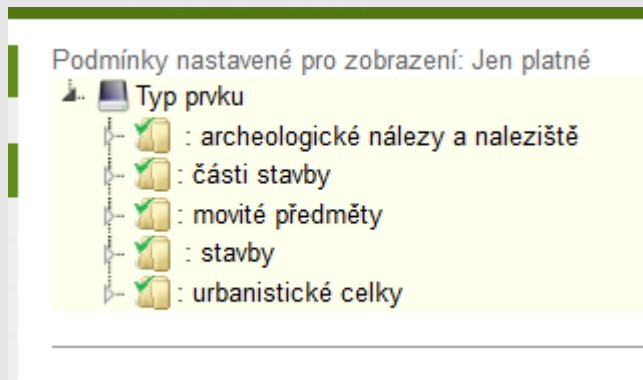 Podmínky nastavené pro zobrazení: Jen platné
Typ prvku
: archeologické nálezy a naleziště
: části stavby
: movité předměty
: stavby
: urbanistické celky